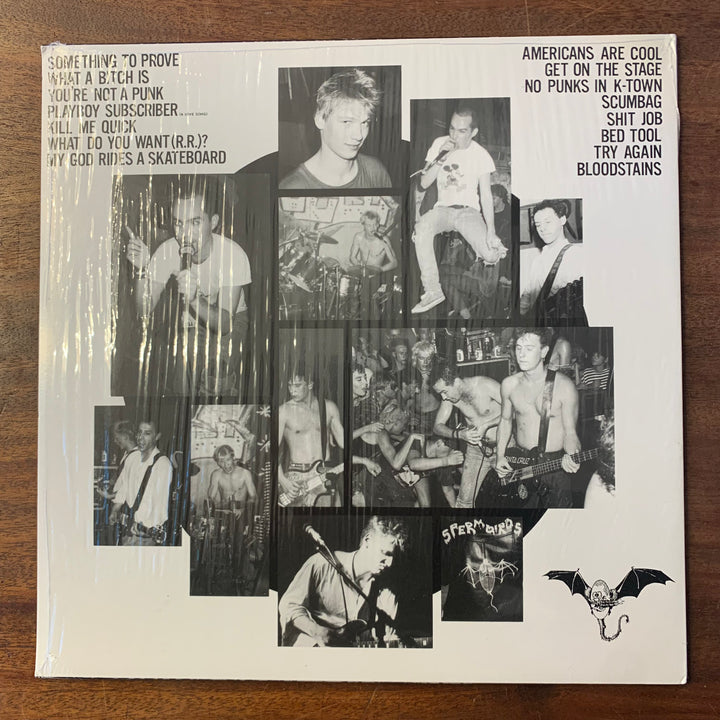 SOMETHING TO PROVE
WHAT A B!TCH IS
YOU'RE NOT A PUNK
PLAYBOY SUBSCRIBER
KILL ME QUICK
WHAT DO YOU WANT (R.R.)?
MY GOD RIDES A SKATEBOARD
AMERICANS ARE COOL
GET ON THE STAGE
NO PUNKS IN K-TOWN
SCUMBAG
SHIT JOB
BED TOOL
TRY AGAIN
BLOODSTAINS
SANTA CRUZ
SPERMBIRDS